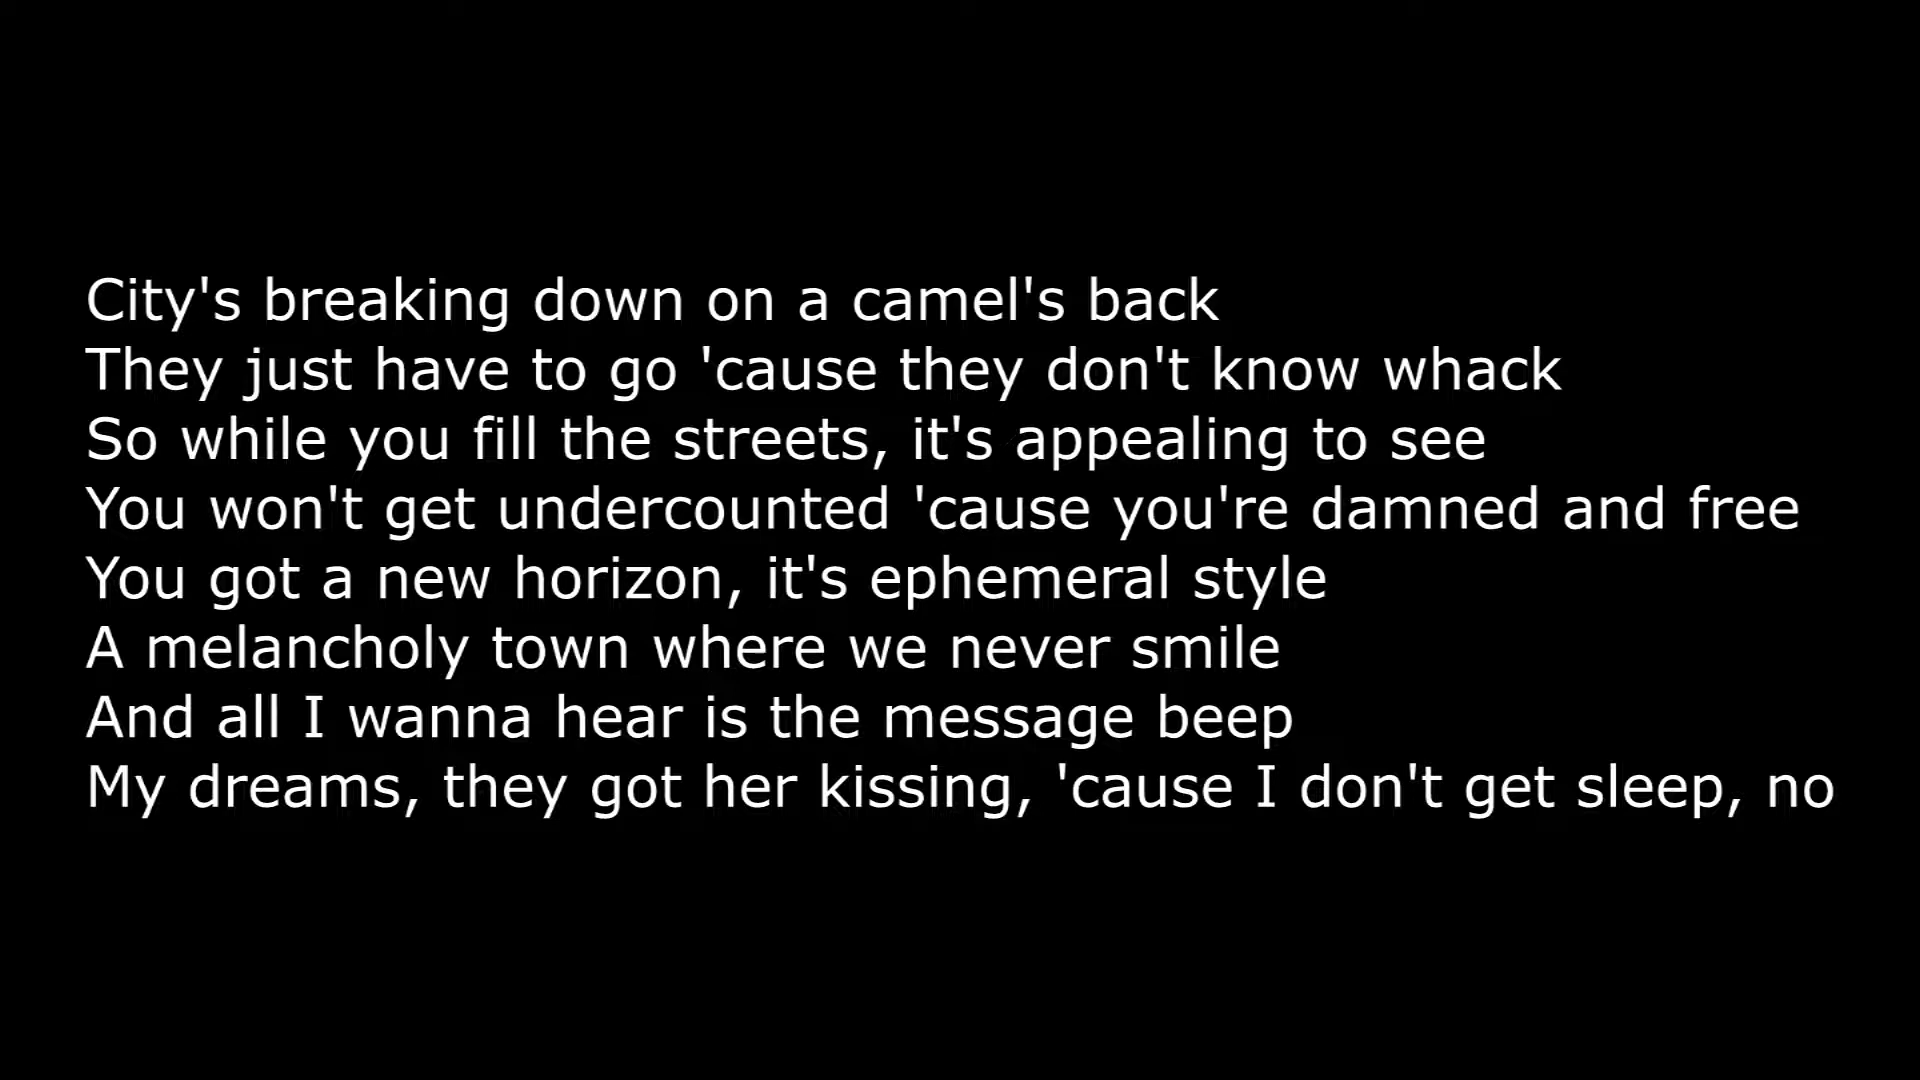 City's breaking down on a camel's back
They just have to go 'cause they don't know whack
So while you fill the streets, it's appealing to see
You won't get undercounted 'cause you're damned and free
You got a new horizon, it's ephemeral style
A melancholy town where we never smile
And all I wanna hear is the message beep
My dreams, they got her kissing, 'cause I don't get sleep, no